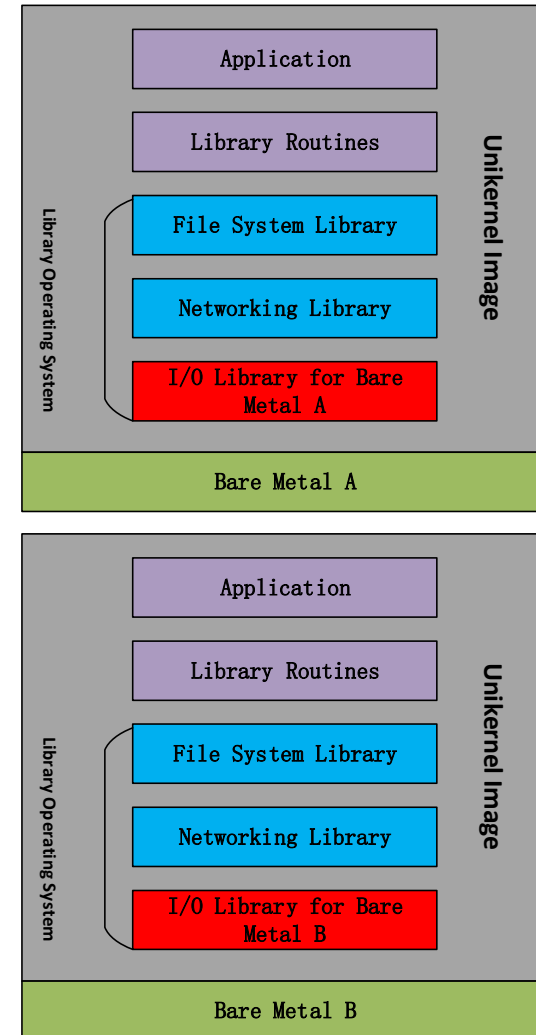 Application
Library Routines
File System Library
Networking Library
I/O Library for Bare
Metal A
Library Operating System
Unikernel Image
Bare Metal A
Application
Library Routines
File System Library
Networking Library
I/O Library for Bare
Metal B
Library Operating System
Unikernel Image
Bare Metal B